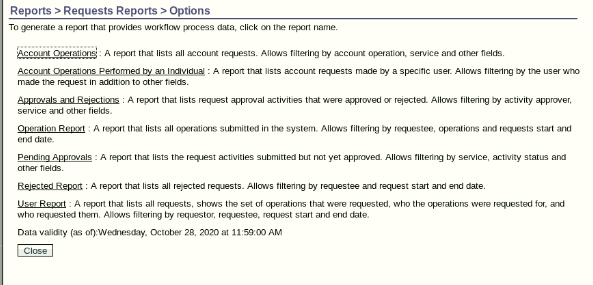 Reports > Requests Reports > Options
To generate a report that provides workflow process data, click on the report name.
Account Operations : A report that lists all account requests. Allows filtering by account operation, service and other fields.
Account Operations Performed by an Individual : A report that lists account requests made by a specific user. Allows filtering by the user who
made the request in addition to other fields.
Approvals and Rejections : A report that lists request approval activities that were approved or rejected. Allows filtering by activity approver,
service and other fields.
Operation Report : A report that lists all operations submitted in the system. Allows filtering by requestee, operations and requests start and
end date.
Pending Approvals : A report that lists the request activities submitted but not yet approved. Allows filtering by service, activity status and
other fields.
Rejected Report : A report that lists all rejected requests. Allows filtering by requestee and request start and end date.
User Report : A report that lists all requests, shows the set of operations that were requested, who the operations were requested for, and
who requested them. Allows filtering by requestor, requestee, request start and end date.
Data validity (as of):Wednesday, October 28, 2020 at 11:59:00 AM
Close